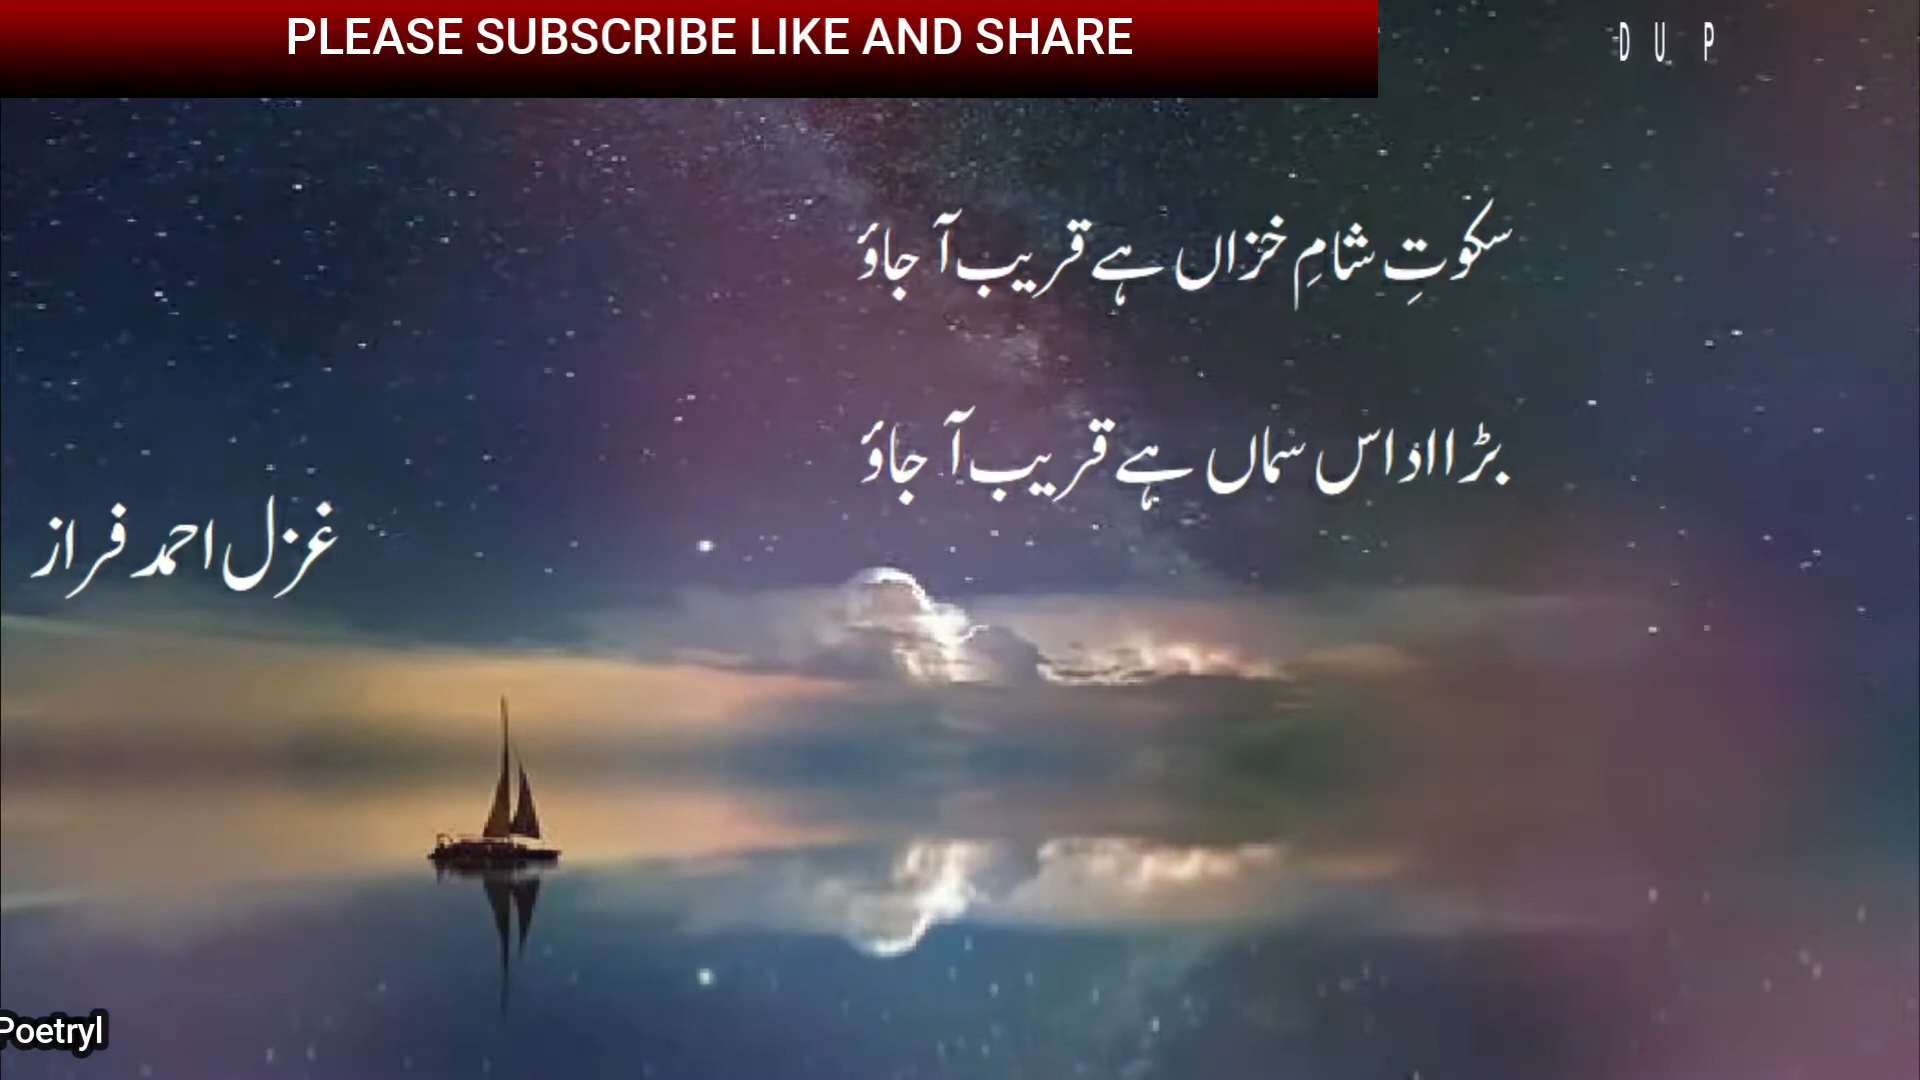 PLEASE SUBSCRIBE LIKE AND SHARE
D U P
سکوتِ شامِ خزاں ہے قریب آ جاؤ
بڑا اداس سماں ہے قریب آ جاؤ
غزل احمد فراز
Poetryl